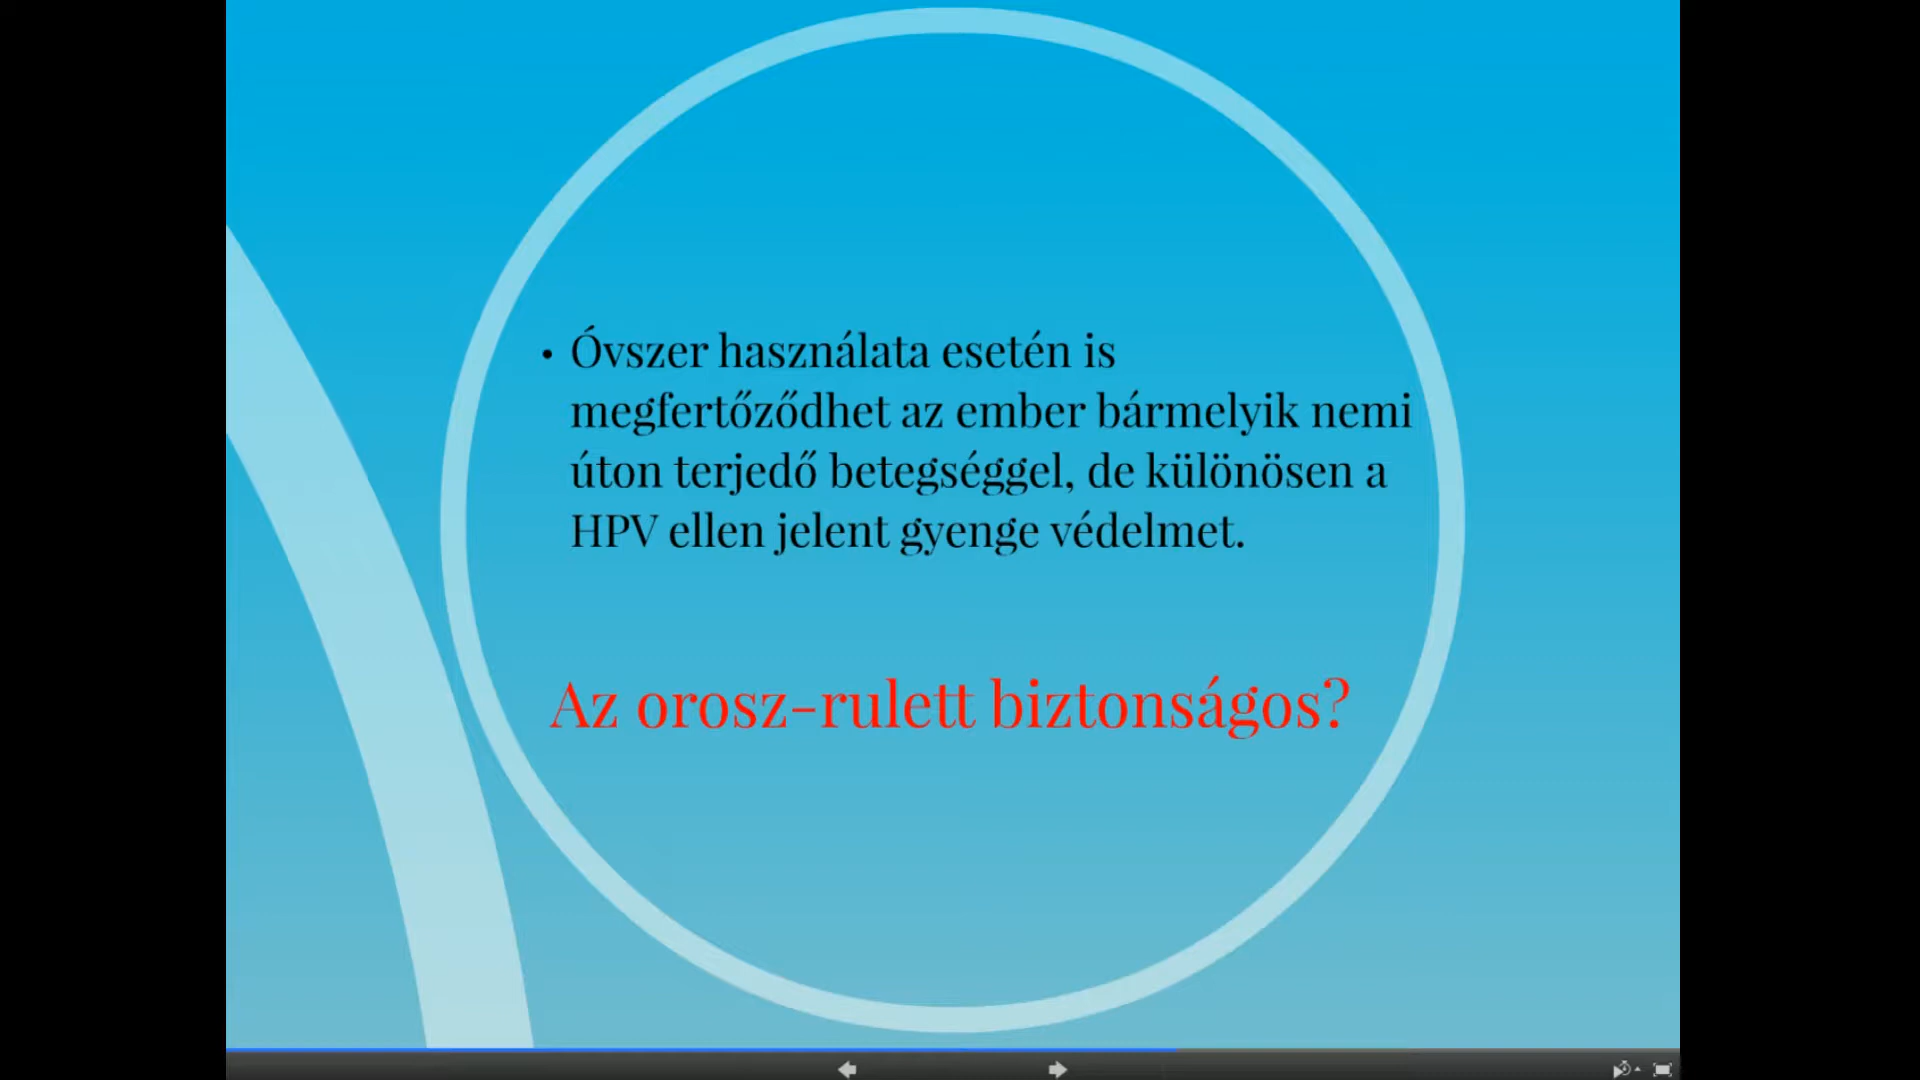 • Óvszer használata esetén is
megfertőződhet az ember bármelyik nemi
úton terjedő betegséggel, de különösen a
HPV ellen jelent gyenge védelmet.
Az orosz-rulett biztonságos?